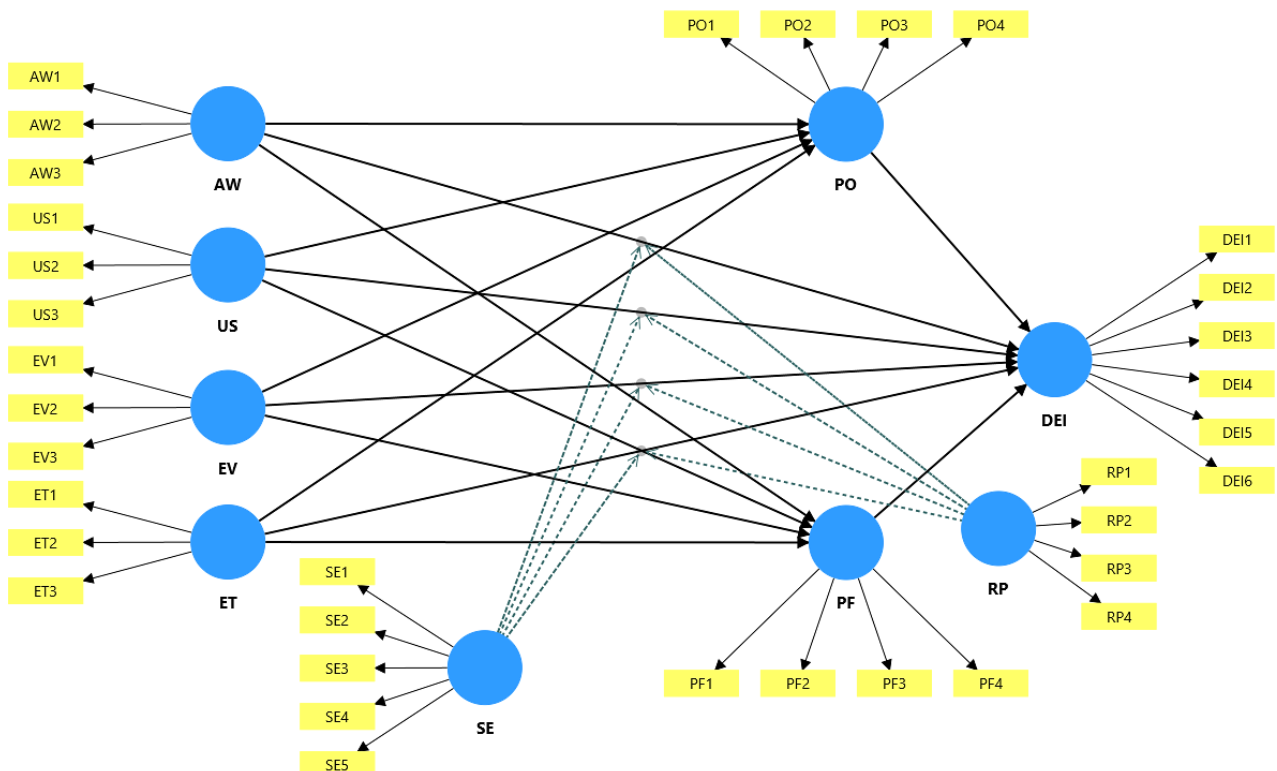 PO1
PO2
PO3
PO4
AW1
AW2
AW3
AW
PO
US1
US2
US3
US
DEI1
DEI2
DEI3
DEI4
DEI5
DEI6
DEI
EV1
EV2
EV3
EV
ET1
ET2
ET3
ET
RP1
RP2
RP3
RP4
RP
SE1
SE2
SE3
SE4
SE5
SE
PF
PF1
PF2
PF3
PF4